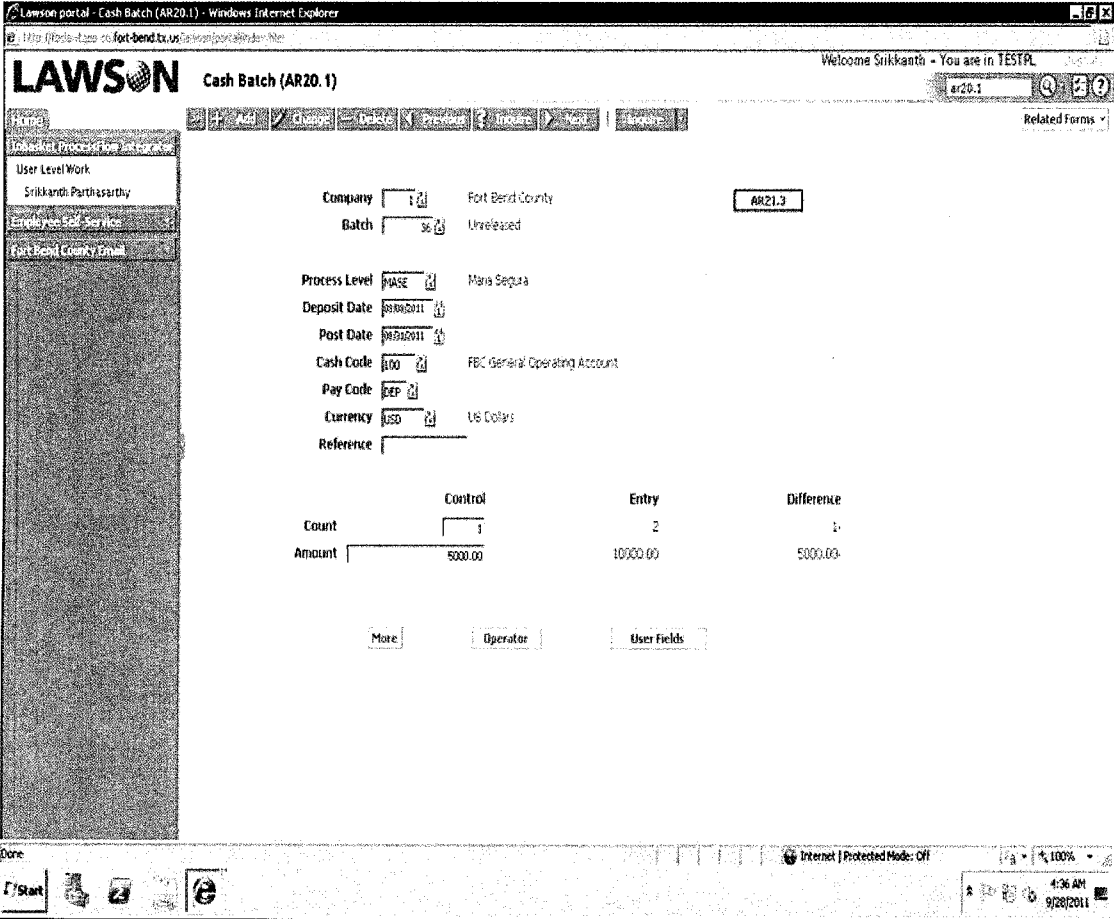 Lawson portal - Cash Batch (AR20.1) - Windows Internet Explorer
fort-bend.tx.us
Welcome Srikkanth - You are in TESTPL
LAWSON Cash Batch (AR20.1)
ar20.1
Home
Add Change Delete Previous Inquire Next Inquire
Related Forms
Inbasket ProcessFlow Integrator
User Level Work
Srikkanth Parthasarthy
Employee Self-Service
Fort Bend County Email
Company 1 Fort Bend County AR21.3
Batch 36 Unreleased
Process Level MASE Maria Segura
Deposit Date
Post Date
Cash Code 100 FBC General Operating Account
Pay Code DEP
Currency USD US Dollars
Reference
Control Entry Difference
Count 1 2 1-
Amount 5000.00 10000.00 5000.00-
More Operator User Fields
Done
Internet | Protected Mode: Off
100%
Start
4:36 AM
9/28/2011